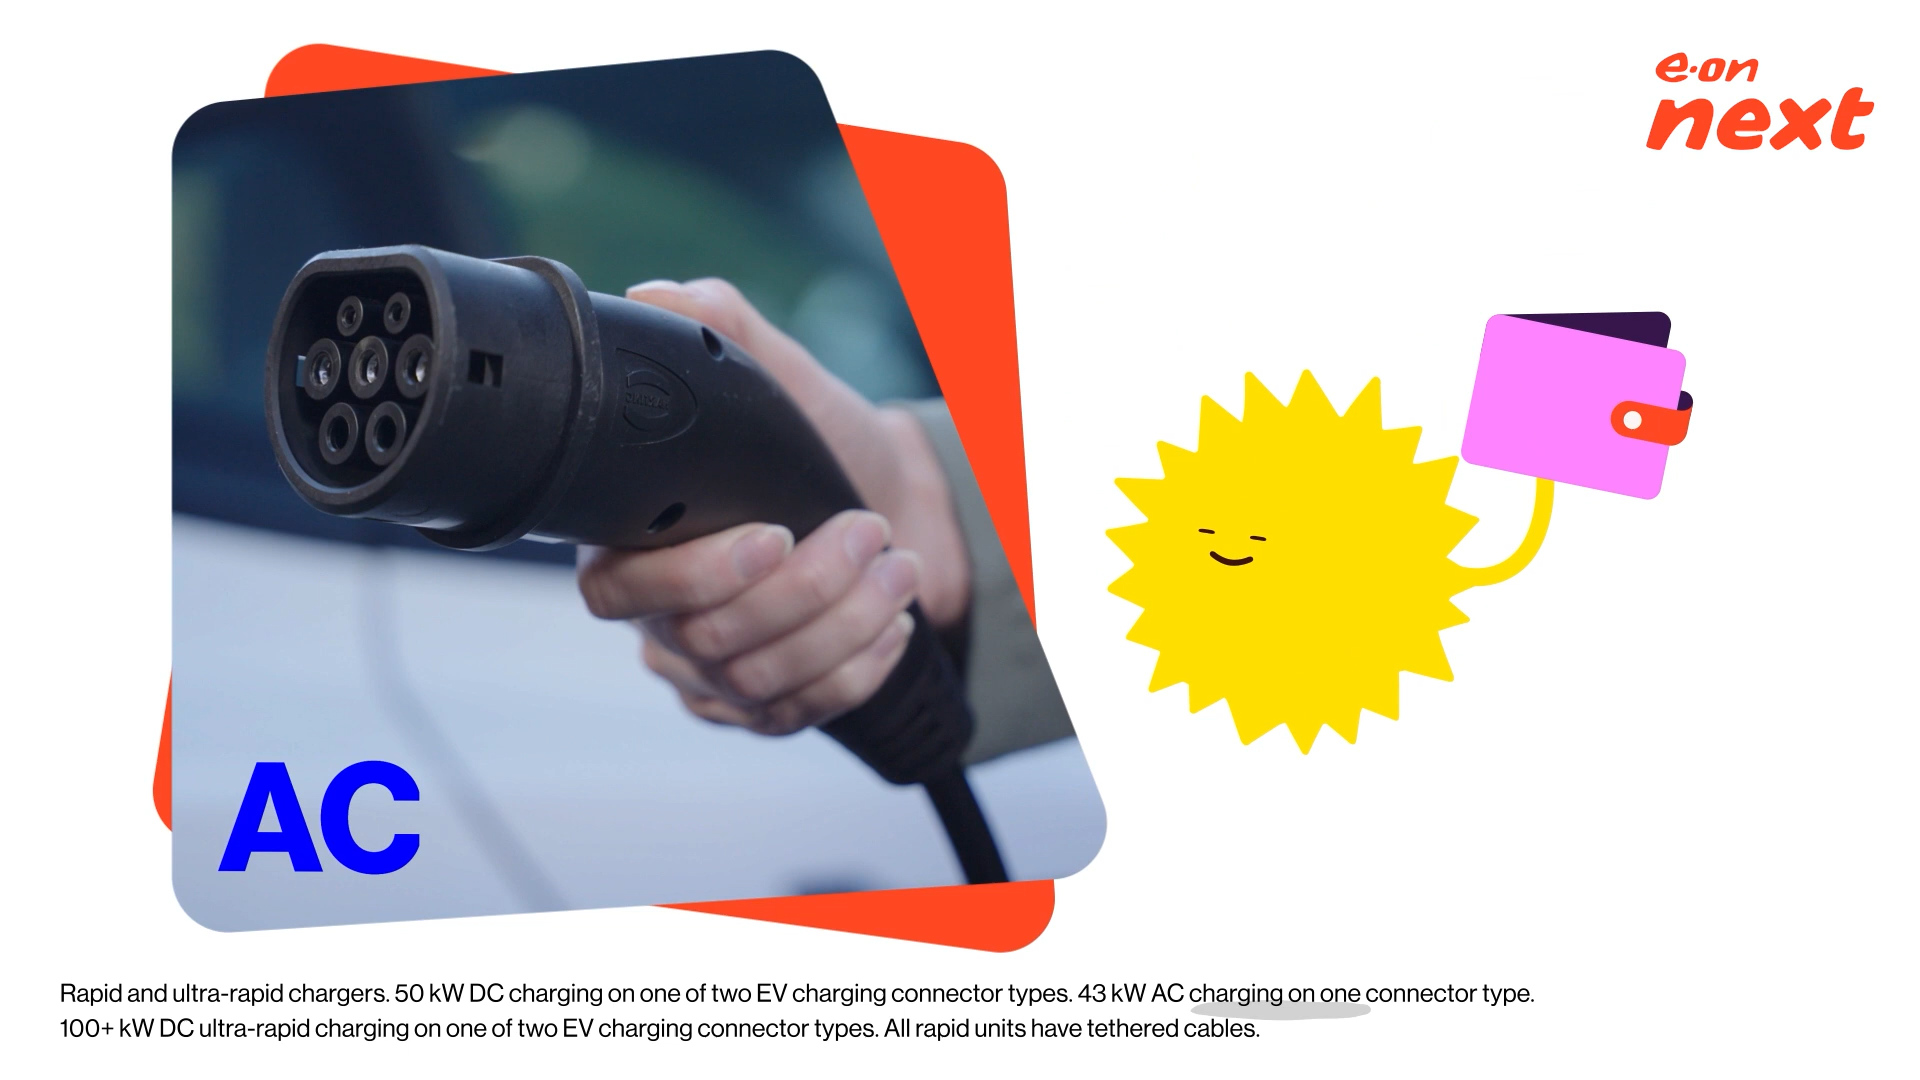 e·on
next
AC
Rapid and ultra-rapid chargers. 50 kW DC charging on one of two EV charging connector types. 43 kW AC charging on one connector type.
100+ kW DC ultra-rapid charging on one of two EV charging connector types. All rapid units have tethered cables.